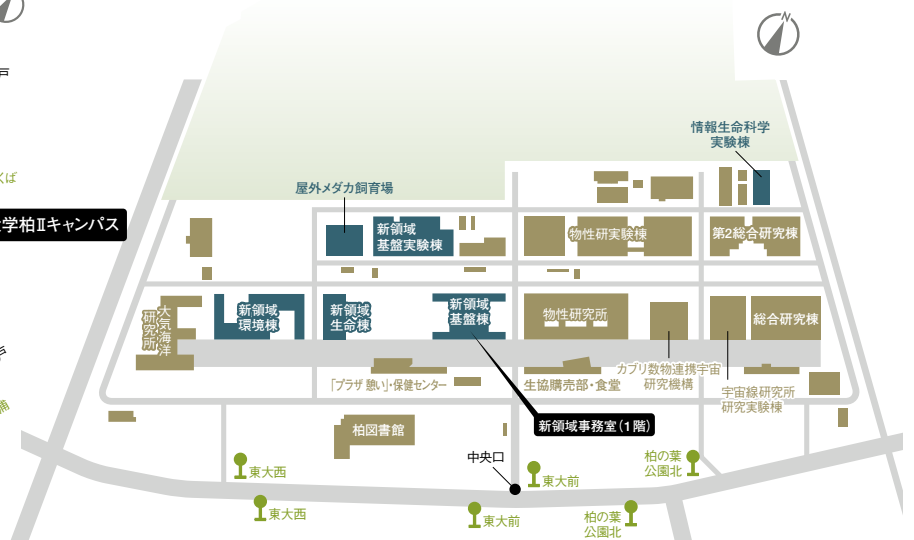 N
戸
くば
学柏Ⅱキャンパス
情報生命科学
実験棟
屋外メダカ飼育場
新領域
基盤実験棟
物性研実験棟
第2総合研究棟
大気海洋
研究所
新領域
環境棟
新領域
生命棟
新領域
基盤棟
物性研究所
総合研究棟
「プラザ 憩い」・保健センター
生協購売部・食堂
カブリ数物連携宇宙
研究機構
宇宙線研究所
研究実験棟
柏図書館
新領域事務室(1階)
中央口
東大西
東大西
東大前
東大前
柏の葉
公園北
柏の葉
公園北